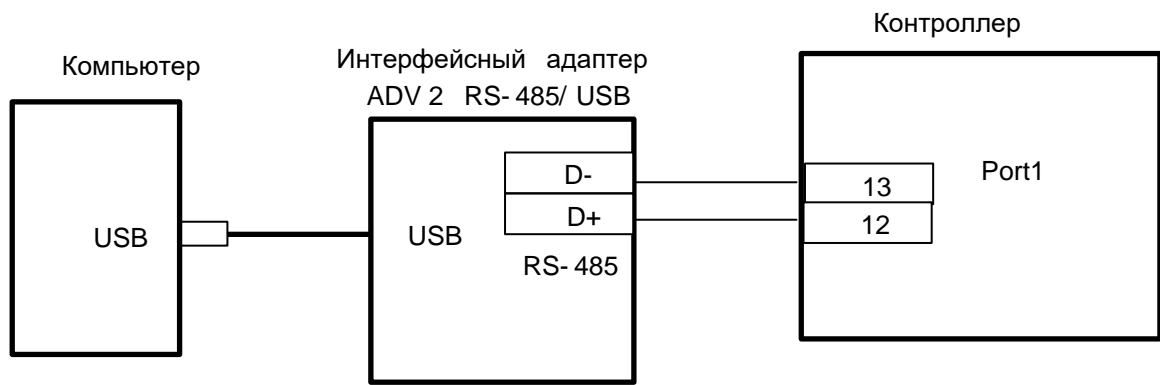 Контроллер
Компьютер
Интерфейсный адаптер
ADV 2 RS- 485/ USB
D-
D+
13
12
Port1
USB
USB
RS- 485